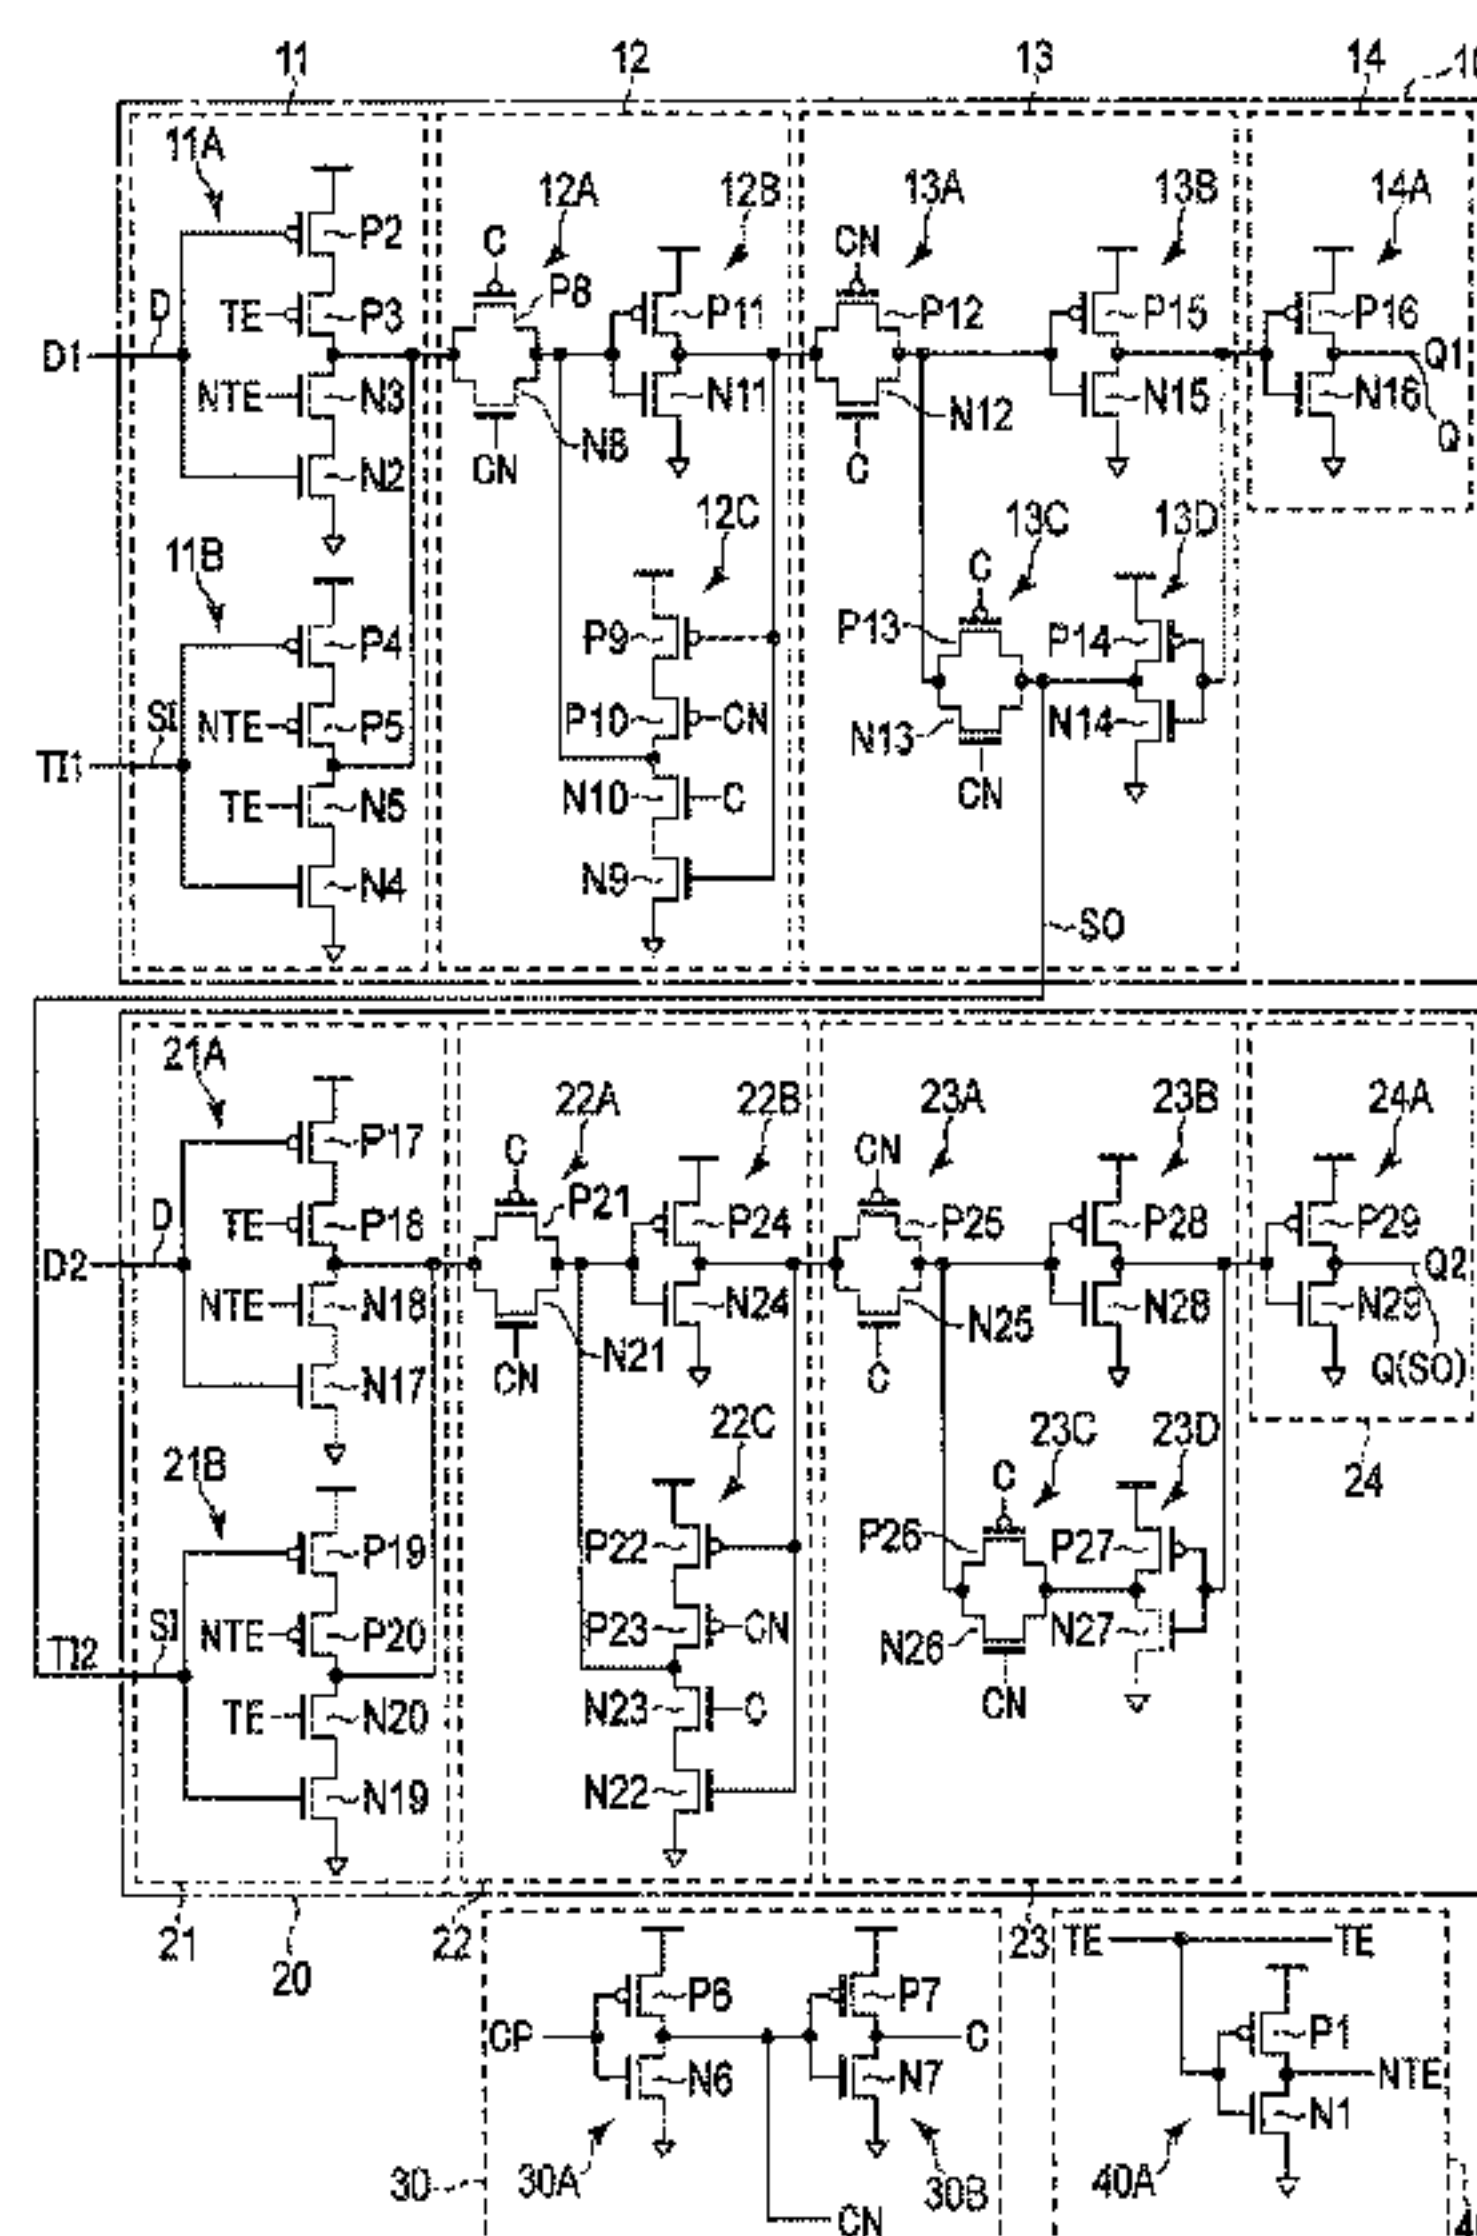 11 12 13 14
11A
12A 12B 13A 13B 14A
P2 C P8 CN
D TE P3 P11 P12 P15 P16
D1 Q1
NTE N3 N11 N12 N15 N16
N2 CN N8 C Q
11B 12C 13C 13D
P4 P9 P13 C P14
SI NTE P5 P10 CN N13 N14
TI1
TE N5 N10 C CN
N4 N9
SO
21A
22A 22B 23A 23B 24A
P17 C P21 CN
D TE P18 P24 P25 P28 P29
D2 Q2
NTE N18 N24 N25 N28 N29
N17 CN N21 C Q(SO)
21B 22C 23C 23D
24
P19 P22 P26 C P27
SI NTE P20 P23 CN N26 N27
TI2
TE N20 N23 C CN
N19 N22
21 20 22 23
TE TE
P6 P7 P1
CP C
N6 N7 NTE
N1
30 30A 30B 40A
CN